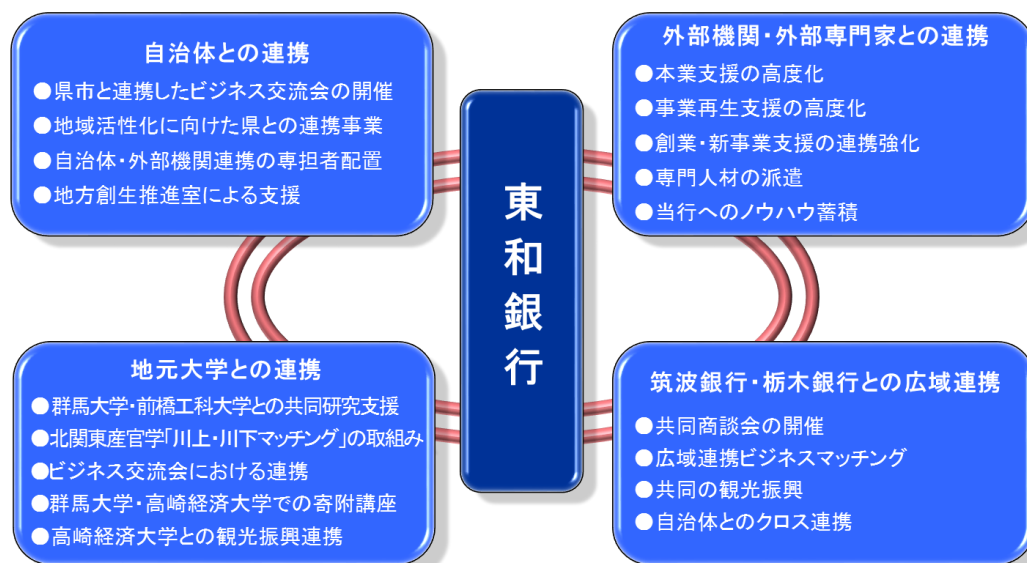 自治体との連携
●県市と連携したビジネス交流会の開催
●地域活性化に向けた県との連携事業
●自治体・外部機関連携の専担者配置
●地方創生推進室による支援
外部機関・外部専門家との連携
●本業支援の高度化
●事業再生支援の高度化
●創業・新事業支援の連携強化
●専門人材の派遣
●当行へのノウハウ蓄積
東和銀行
地元大学との連携
●群馬大学・前橋工科大学との共同研究支援
●北関東産官学「川上・川下マッチング」の取組み
●ビジネス交流会における連携
●群馬大学・高崎経済大学での寄附講座
●高崎経済大学との観光振興連携
筑波銀行・栃木銀行との広域連携
●共同商談会の開催
●広域連携ビジネスマッチング
●共同の観光振興
●自治体とのクロス連携